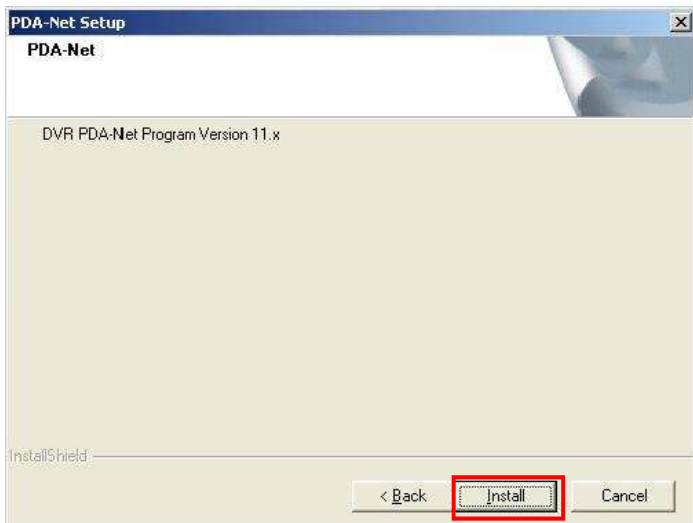 PDA-Net Setup
PDA-Net
DVR PDA-Net Program Version 11.x
InstallShield
< Back
Install
Cancel